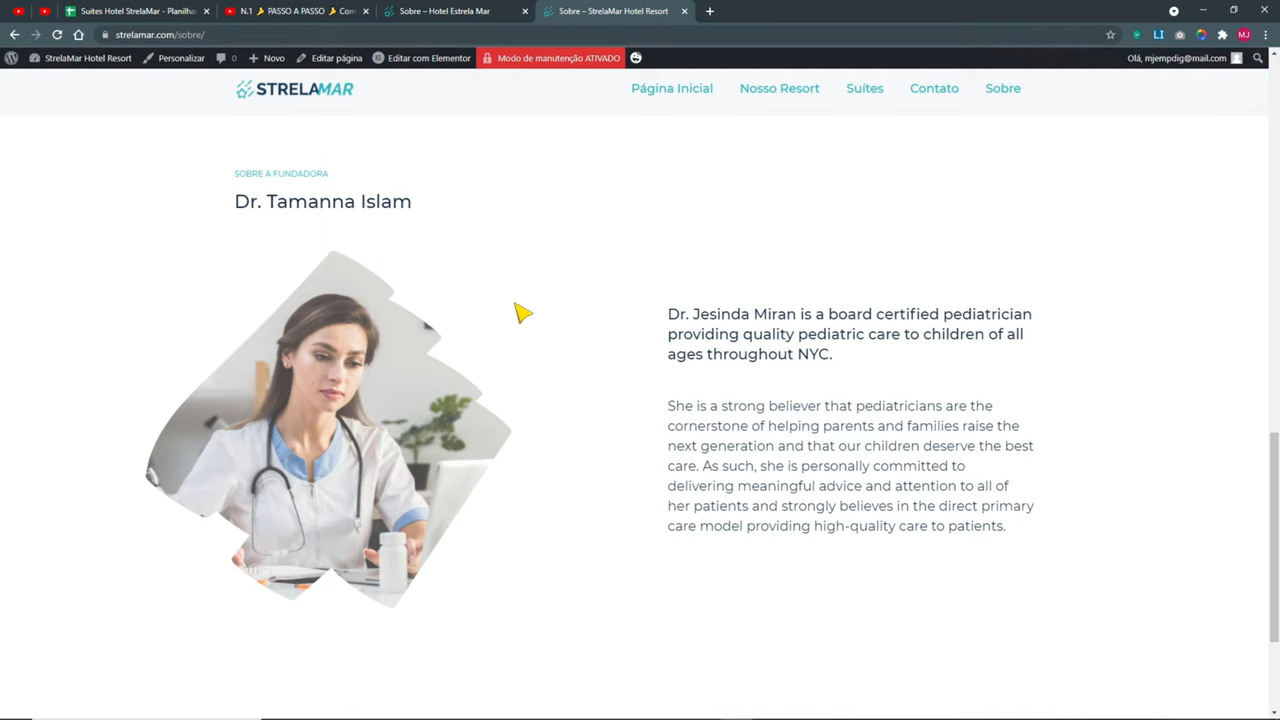 Suites Hotel StrelaMar - Planilha
N.1 PASSO A PASSO Com
Sobre – Hotel Estrela Mar
Sobre – StrelaMar Hotel Resort
strelamar.com/sobre/
LI
MJ
StrelaMar Hotel Resort
Personalizar
0
Novo
Editar página
Editar com Elementor
Modo de manutenção ATIVADO
Olá, mjempdig@mail.com
STRELAMAR
Página Inicial
Nosso Resort
Suítes
Contato
Sobre
SOBRE A FUNDADORA
Dr. Tamanna Islam
Dr. Jesinda Miran is a board certified pediatrician
providing quality pediatric care to children of all
ages throughout NYC.
She is a strong believer that pediatricians are the
cornerstone of helping parents and families raise the
next generation and that our children deserve the best
care. As such, she is personally committed to
delivering meaningful advice and attention to all of
her patients and strongly believes in the direct primary
care model providing high-quality care to patients.